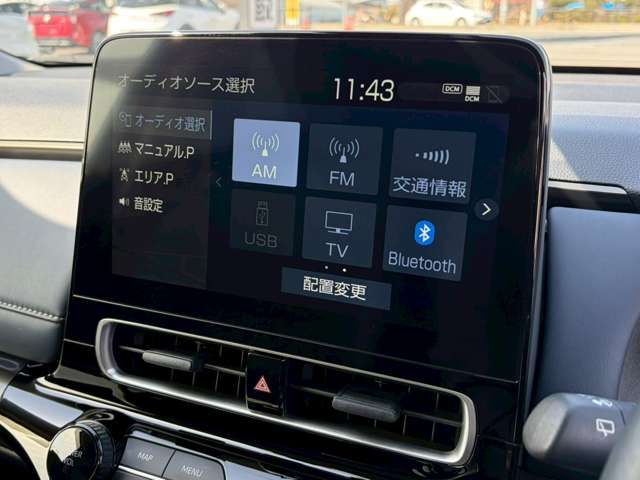 オーディオソース選択
11:43
DCM
DCM
オーディオ選択
マニュアル.P
エリア.P
音設定
AM
FM
交通情報
USB
TV
Bluetooth
配置変更
POWER
VOL
MAP
MENU